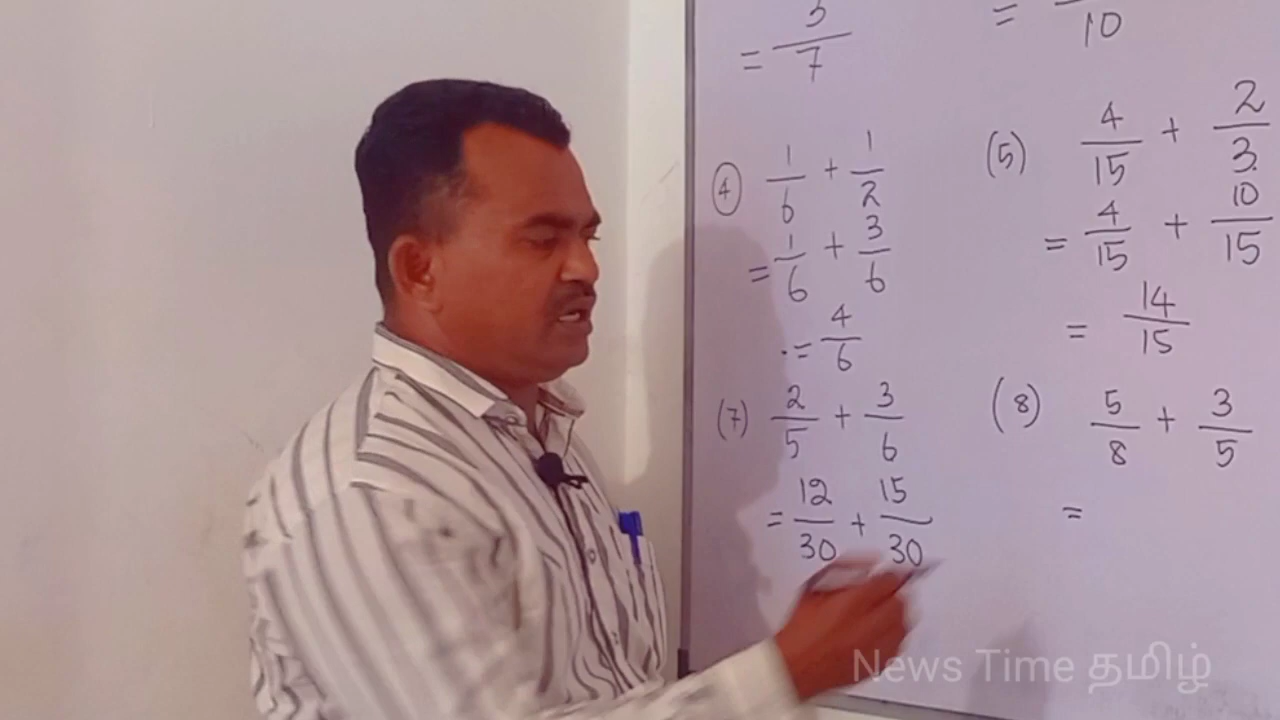 = 3/7
= /10
(4) 1/6 + 1/2
= 1/6 + 3/6
= 4/6
(5) 4/15 + 2/3
= 4/15 + 10/15
= 14/15
(7) 2/5 + 3/6
= 12/30 + 15/30
(8) 5/8 + 3/5
=
News Time தமிழ்